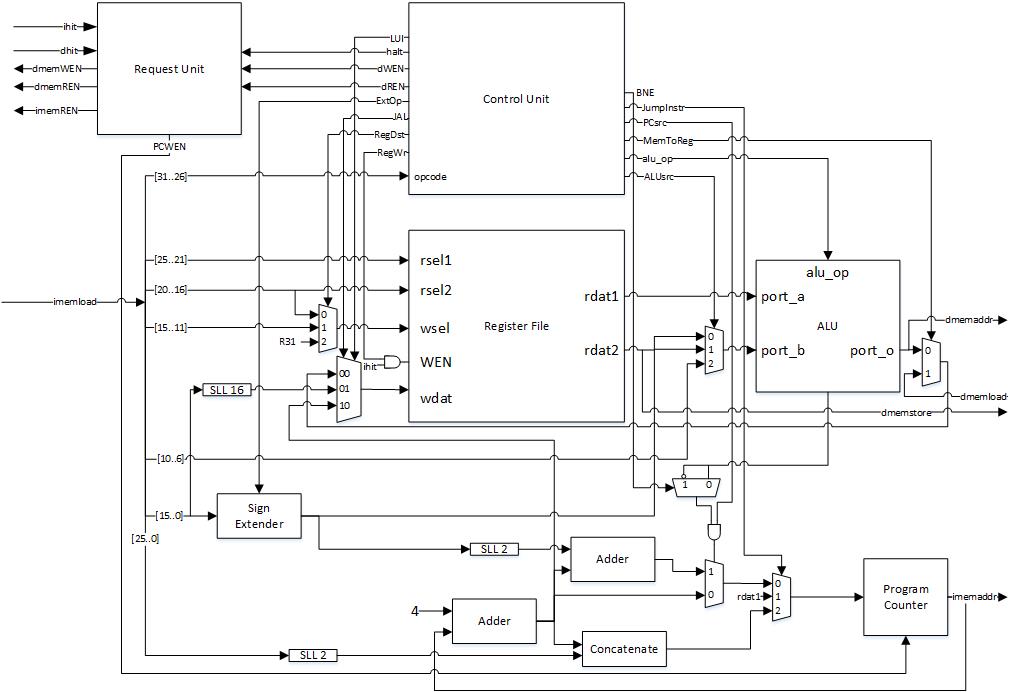 ihit
dhit
dmemWEN
dmemREN
imemREN
Request Unit
PCWEN
LUI
halt
dWEN
dREN
ExtOp
JAL
RegDst
RegWr
Control Unit
opcode
BNE
JumpInstr
PCsrc
MemToReg
alu_op
ALUsrc
[31..26]
[25..21]
[20..16]
[15..11]
R31
imemload
0
1
2
rsel1
rsel2
wsel
WEN
wdat
Register File
rdat1
rdat2
ihit
00
01
10
SLL 16
0
1
2
alu_op
port_a
ALU
port_b
port_o
0
1
dmemaddr
dmemload
dmemstore
[10..6]
[15..0]
[25..0]
Sign
Extender
1 0
SLL 2
Adder
1
0
4
Adder
SLL 2
Concatenate
rdat1
0
1
2
Program
Counter
imemaddr